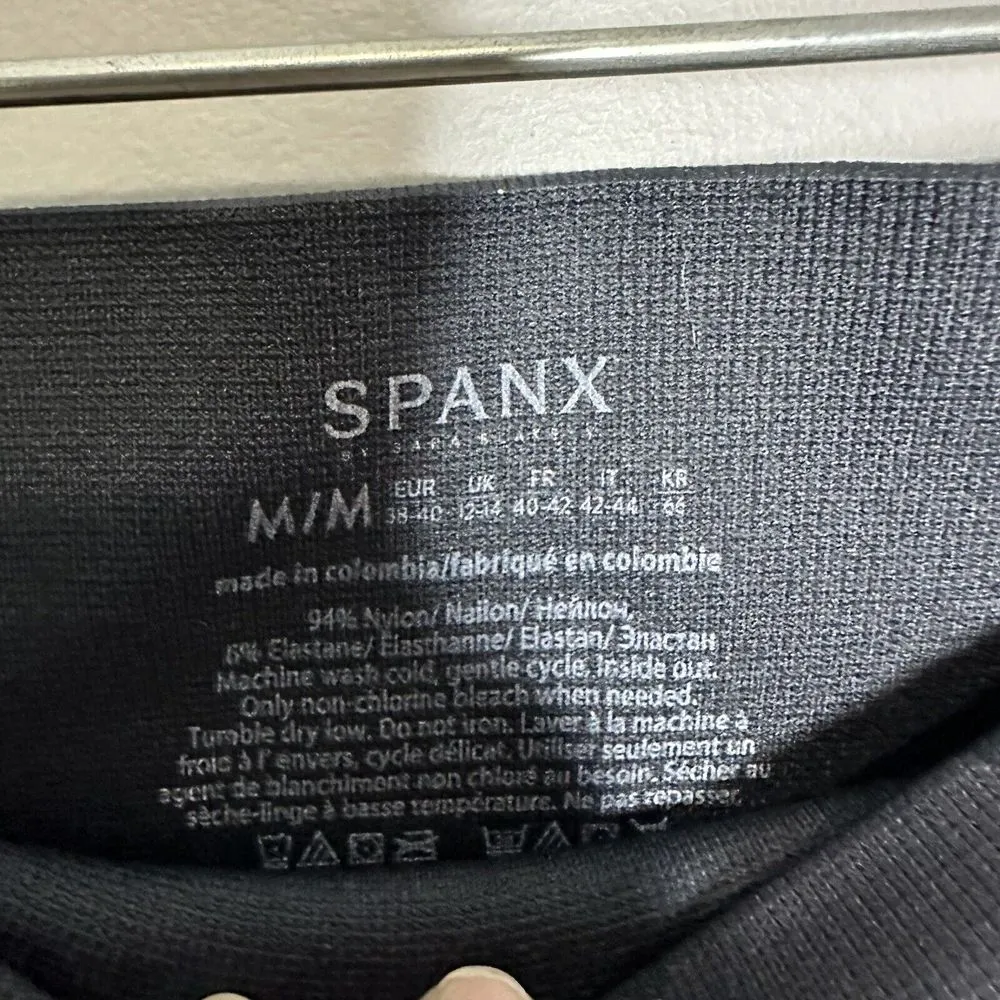 SPANX
BY SARA BLAKELY
M/M EUR UK FR IT KR
38-40 12-14 40-42 42-44 66
made in colombia/fabriqué en colombie
94% Nylon/ Nailon/ Нейлон,
6% Elastane/ Elasthanne/ Elastan/ Эластан
Machine wash cold, gentle cycle. Inside out.
Only non-chlorine bleach when needed.
Tumble dry low. Do not iron. Laver à la machine à
froid à l'envers, cycle délicat. Utiliser seulement un
agent de blanchiment non chloré au besoin. Sécher au
sèche-linge à basse température. Ne pas repasser.